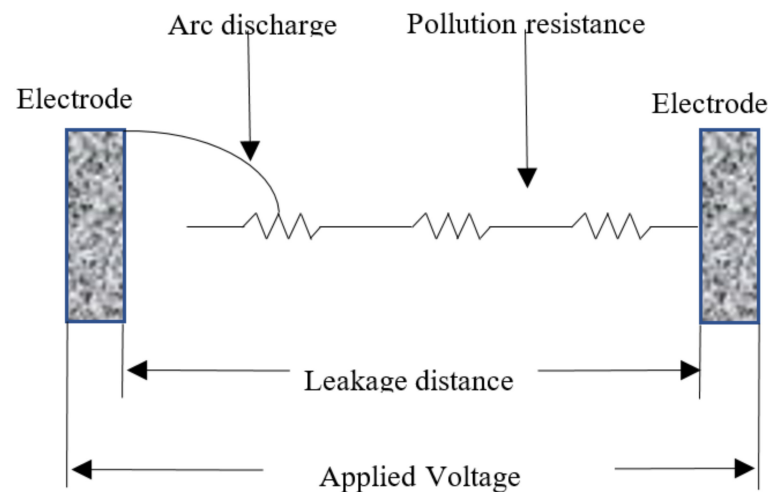 Arc discharge
Pollution resistance
Electrode
Electrode
Leakage distance
Applied Voltage